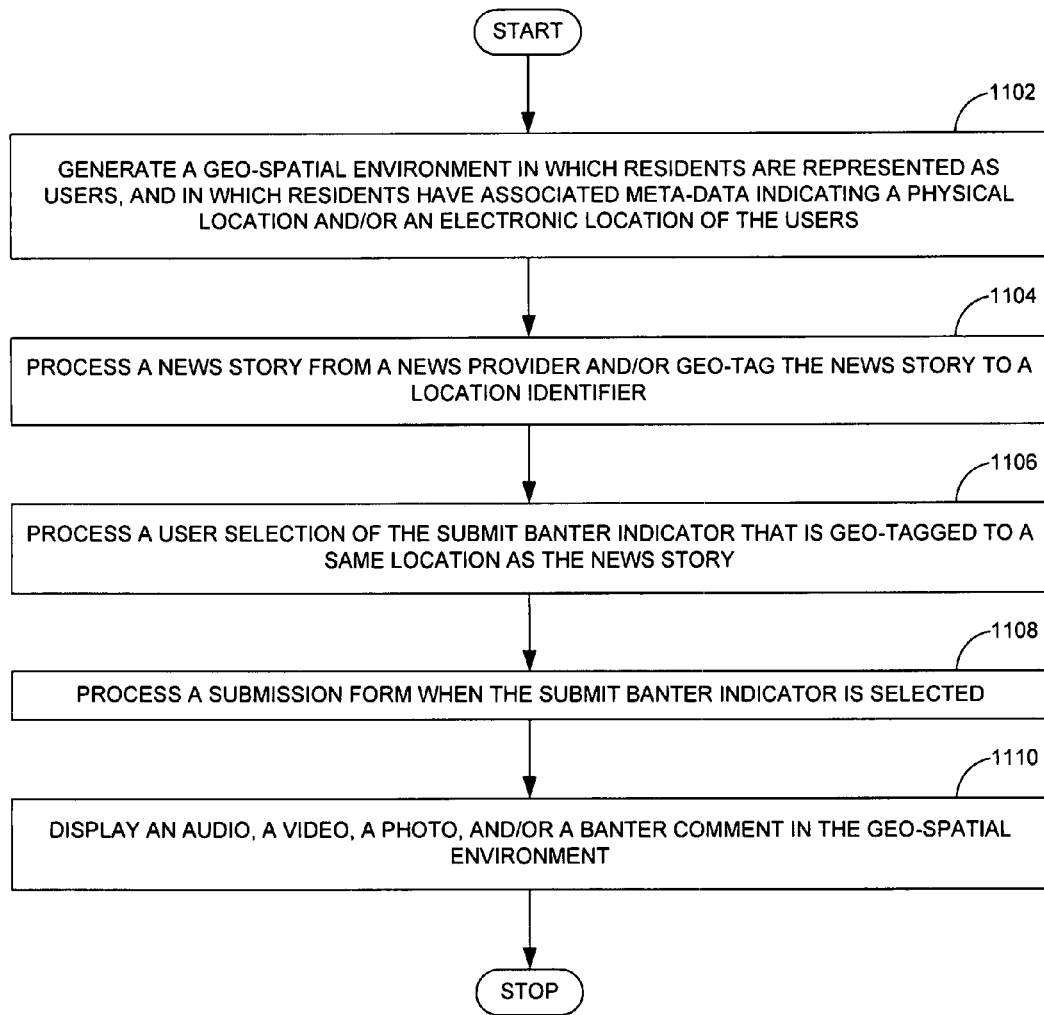 START
1102
GENERATE A GEO-SPATIAL ENVIRONMENT IN WHICH RESIDENTS ARE REPRESENTED AS
USERS, AND IN WHICH RESIDENTS HAVE ASSOCIATED META-DATA INDICATING A PHYSICAL
LOCATION AND/OR AN ELECTRONIC LOCATION OF THE USERS
1104
PROCESS A NEWS STORY FROM A NEWS PROVIDER AND/OR GEO-TAG THE NEWS STORY TO A
LOCATION IDENTIFIER
1106
PROCESS A USER SELECTION OF THE SUBMIT BANTER INDICATOR THAT IS GEO-TAGGED TO A
SAME LOCATION AS THE NEWS STORY
1108
PROCESS A SUBMISSION FORM WHEN THE SUBMIT BANTER INDICATOR IS SELECTED
1110
DISPLAY AN AUDIO, A VIDEO, A PHOTO, AND/OR A BANTER COMMENT IN THE GEO-SPATIAL
ENVIRONMENT
STOP